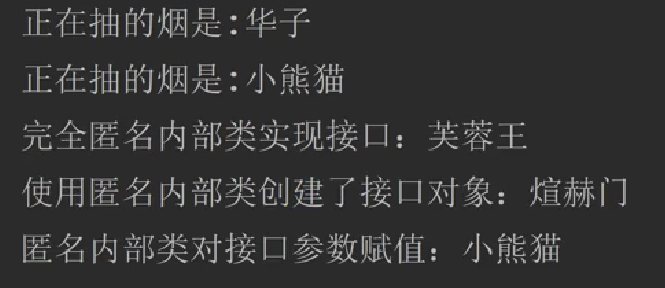 正在抽的烟是:华子
正在抽的烟是:小熊猫
完全匿名内部类实现接口：芙蓉王
使用匿名内部类创建了接口对象：煊赫门
匿名内部类对接口参数赋值：小熊猫